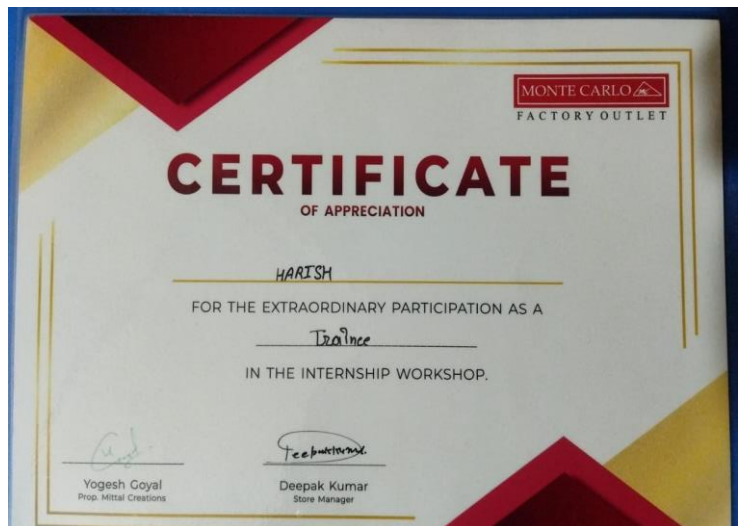 MONTE CARLO
FACTORY OUTLET
CERTIFICATE
OF APPRECIATION
HARISH
FOR THE EXTRAORDINARY PARTICIPATION AS A
Trainee
IN THE INTERNSHIP WORKSHOP.
Yogesh Goyal
Prop. Mittal Creations
Deepak Kumar
Store Manager